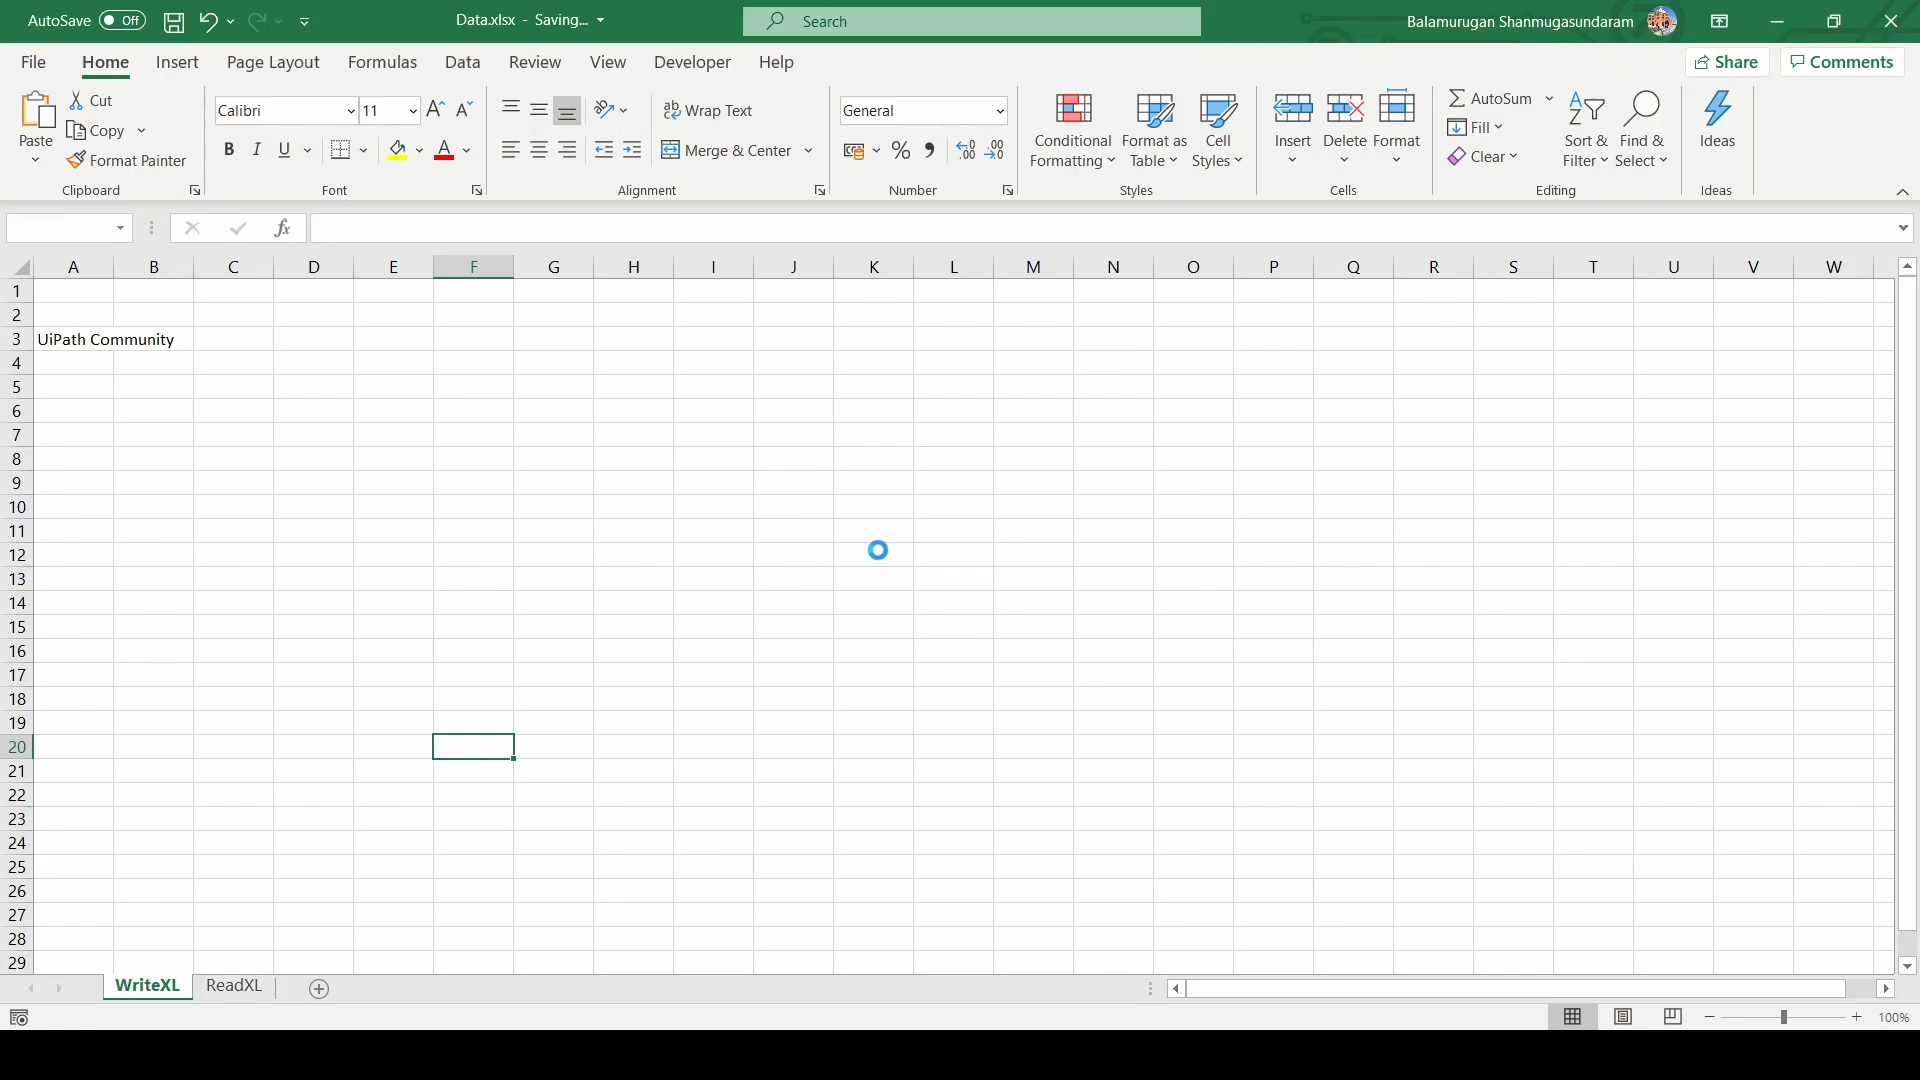 AutoSave Off Data.xlsx - Saving... Search Balamurugan Shanmugasundaram
File Home Insert Page Layout Formulas Data Review View Developer Help Share Comments
Paste Cut Copy Format Painter Clipboard
Calibri 11 B I U A Font
ab Wrap Text Merge & Center Alignment
General % Number
Conditional Formatting Format as Table Cell Styles Styles
Insert Delete Format Cells
AutoSum Fill Clear Sort & Filter Find & Select Editing
Ideas Ideas
fx
A B C D E F G H I J K L M N O P Q R S T U V W
1
2
3 UiPath Community
4
5
6
7
8
9
10
11
12
13
14
15
16
17
18
19
20
21
22
23
24
25
26
27
28
29
WriteXL ReadXL
100%